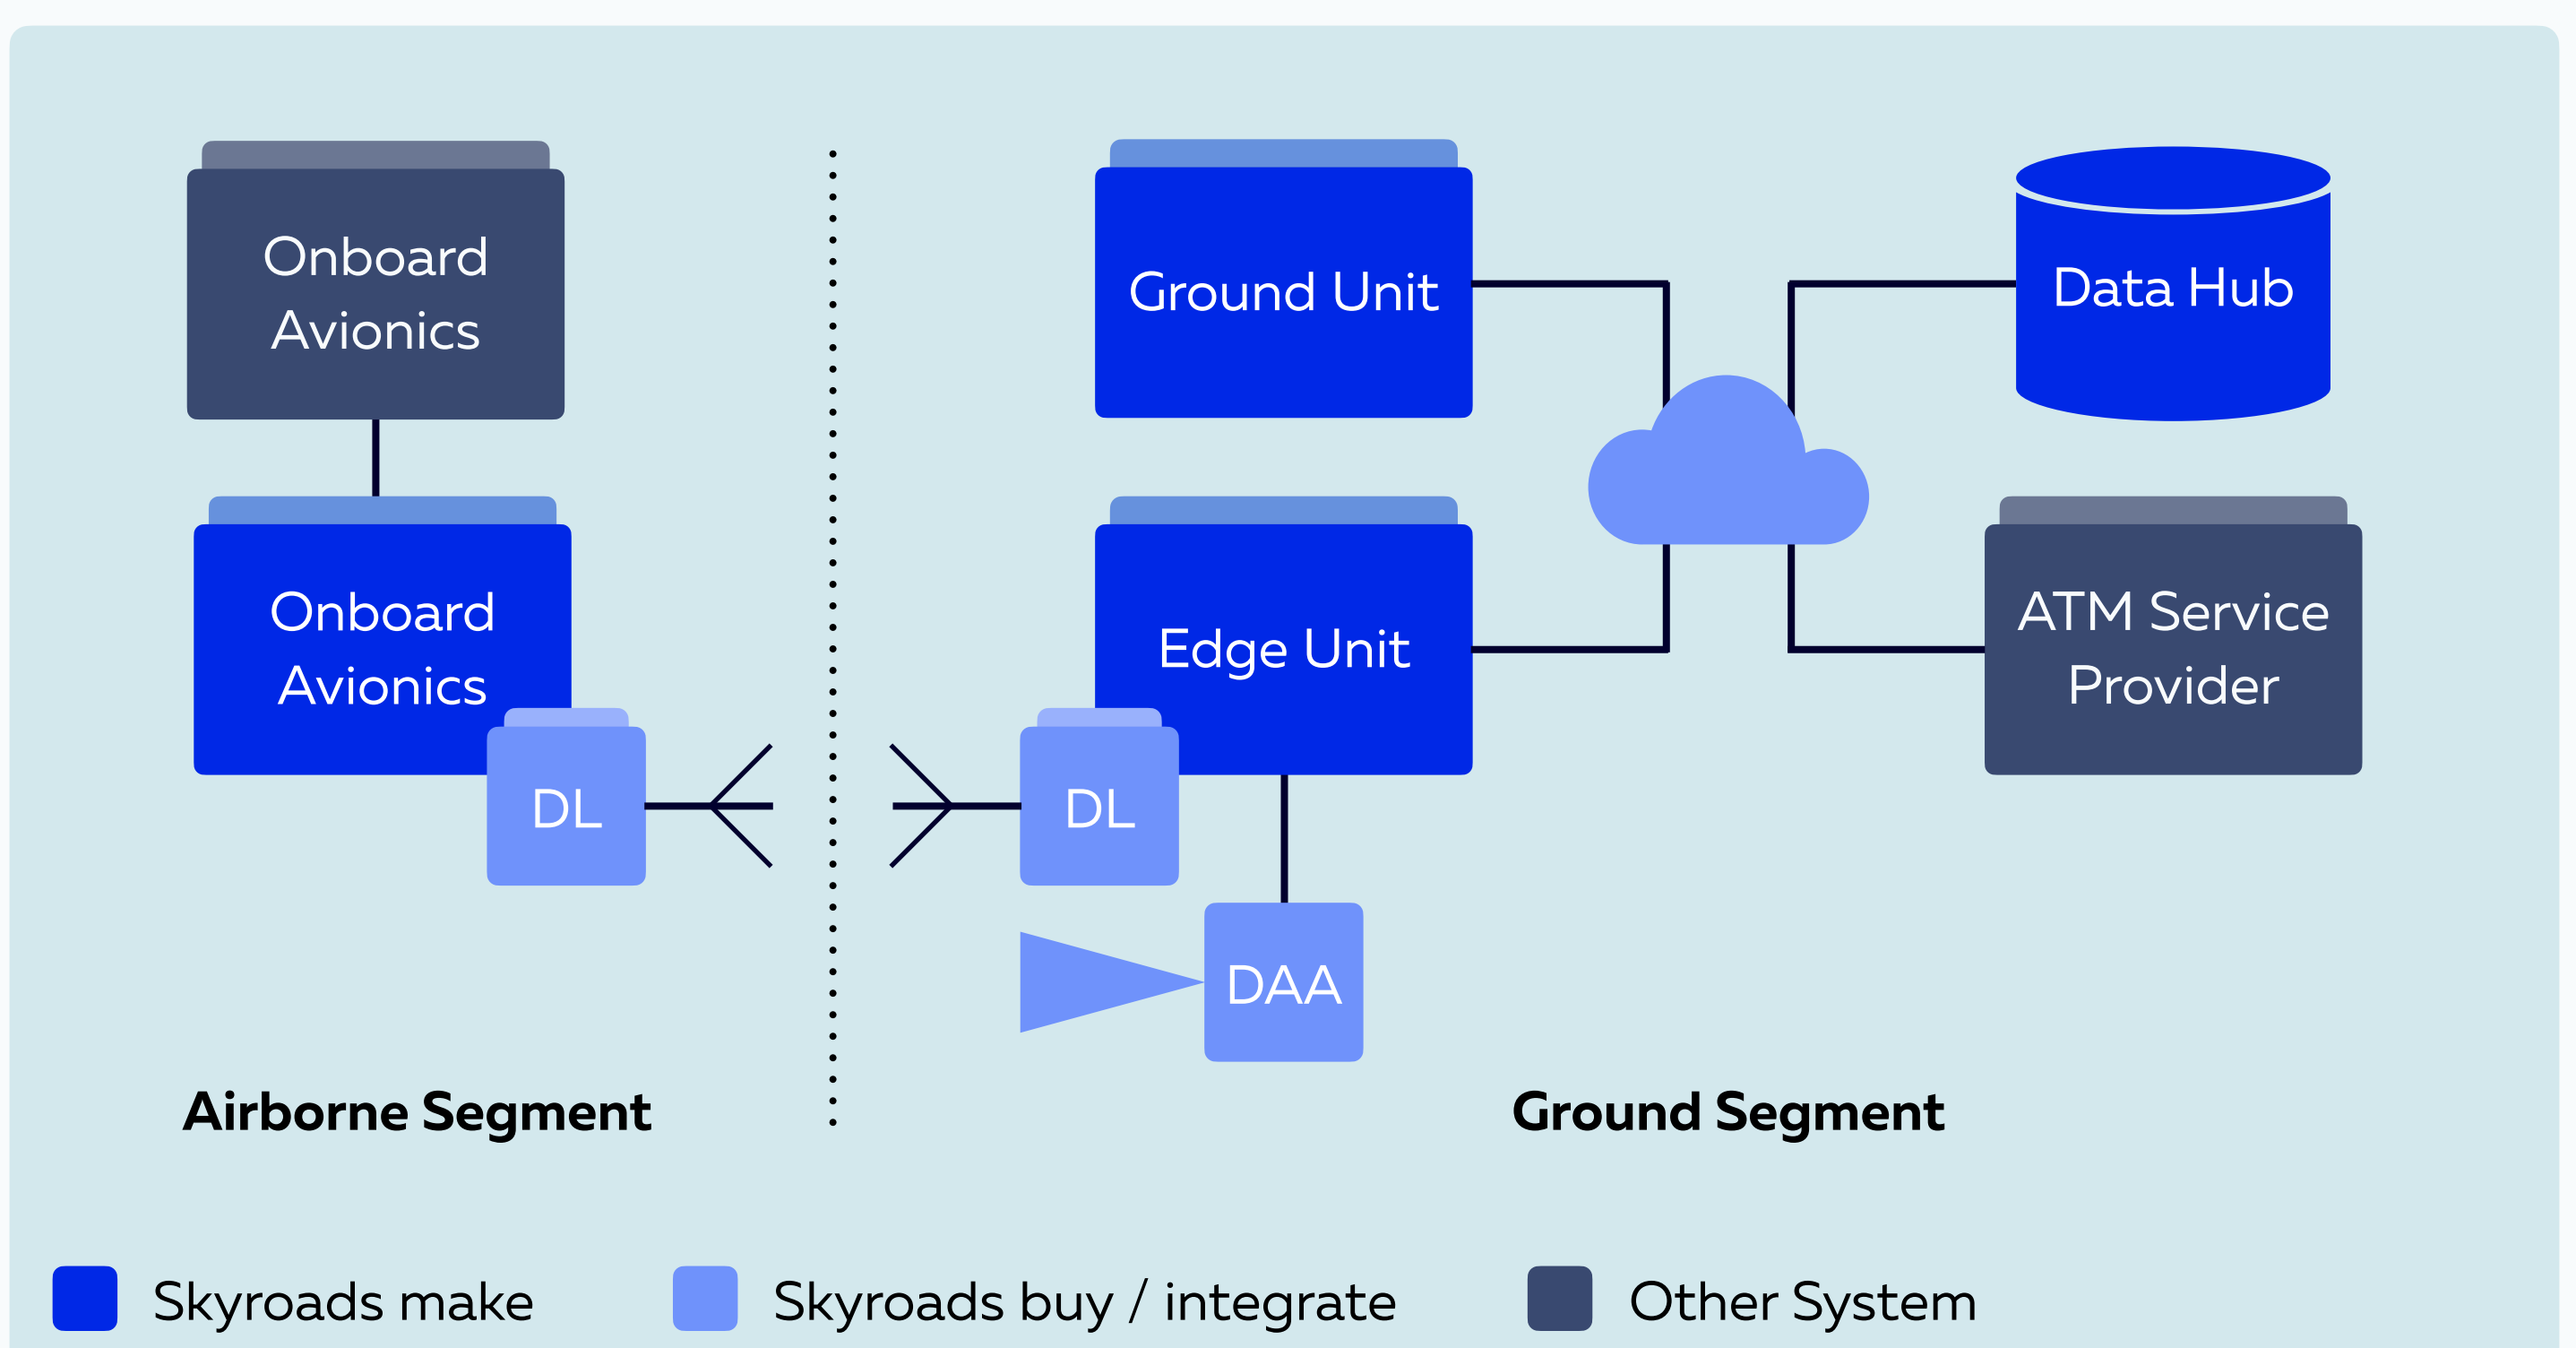 Onboard
Avionics
Ground Unit
Data Hub
Onboard
Avionics
DL
Edge Unit
DL
ATM Service
Provider
DAA
Airborne Segment
Ground Segment
Skyroads make
Skyroads buy / integrate
Other System